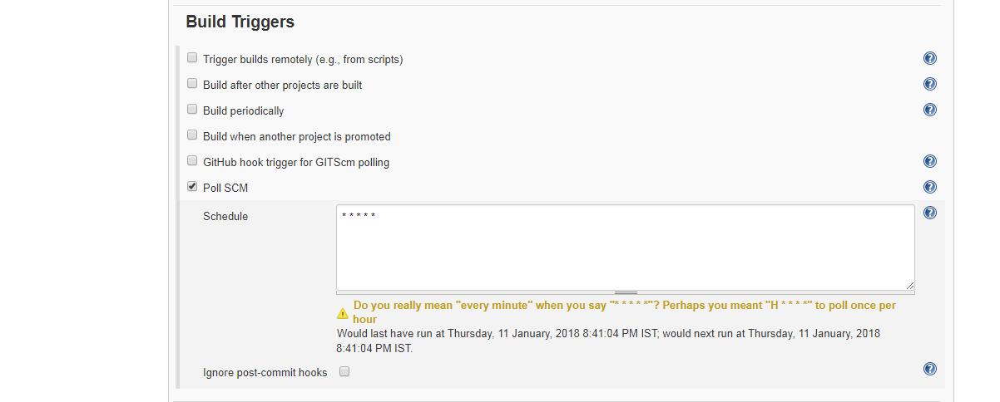 Build Triggers
Trigger builds remotely (e.g., from scripts)
Build after other projects are built
Build periodically
Build when another project is promoted
GitHub hook trigger for GITScm polling
Poll SCM
Schedule
* * * * *
Do you really mean "every minute" when you say "* * * * *"? Perhaps you meant "H * * * *" to poll once per
hour
Would last have run at Thursday, 11 January, 2018 8:41:04 PM IST; would next run at Thursday, 11 January, 2018
8:41:04 PM IST.
Ignore post-commit hooks